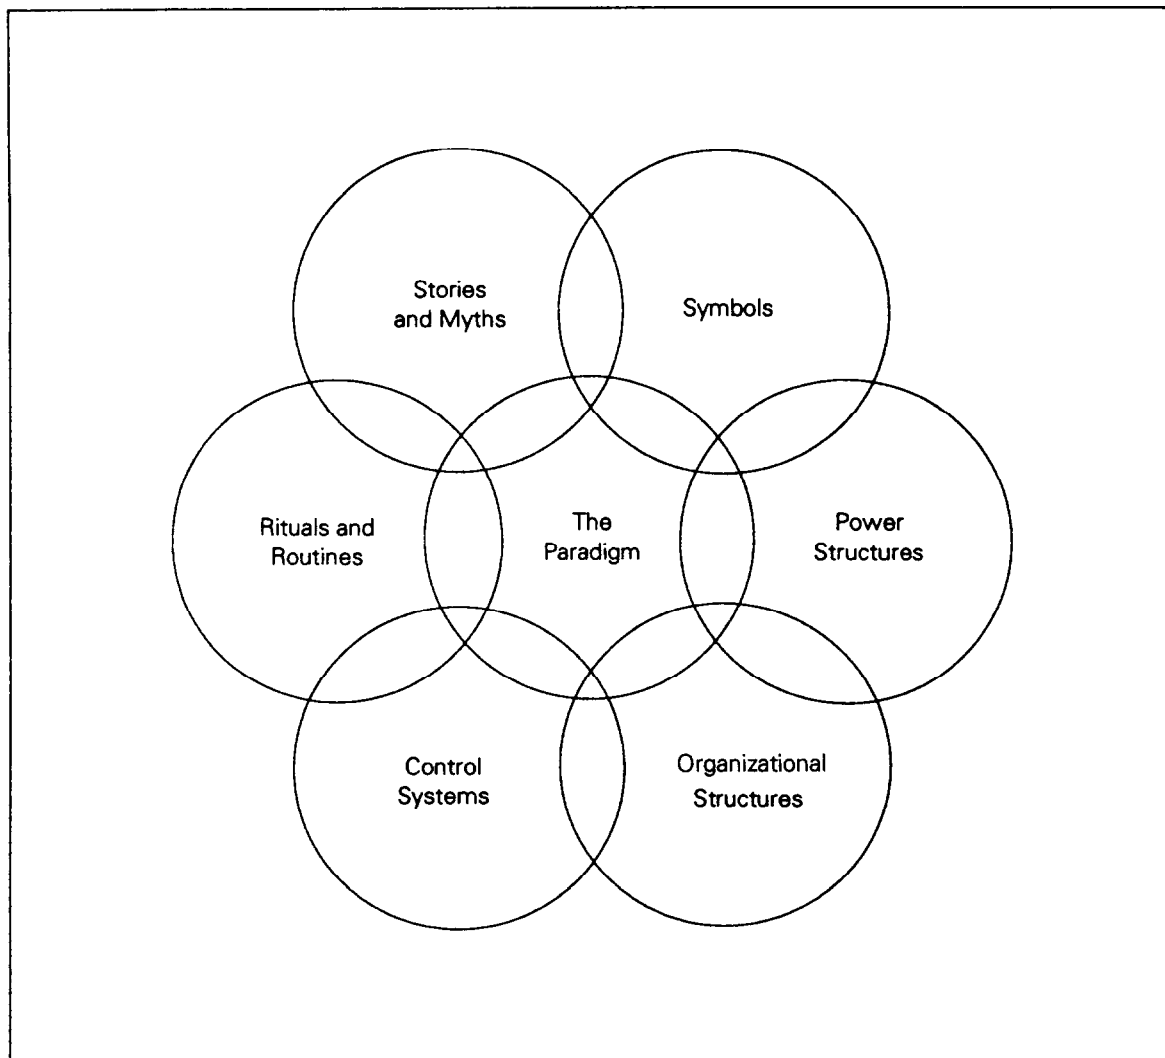 Stories
and Myths
Symbols
Rituals and
Routines
The
Paradigm
Power
Structures
Control
Systems
Organizational
Structures